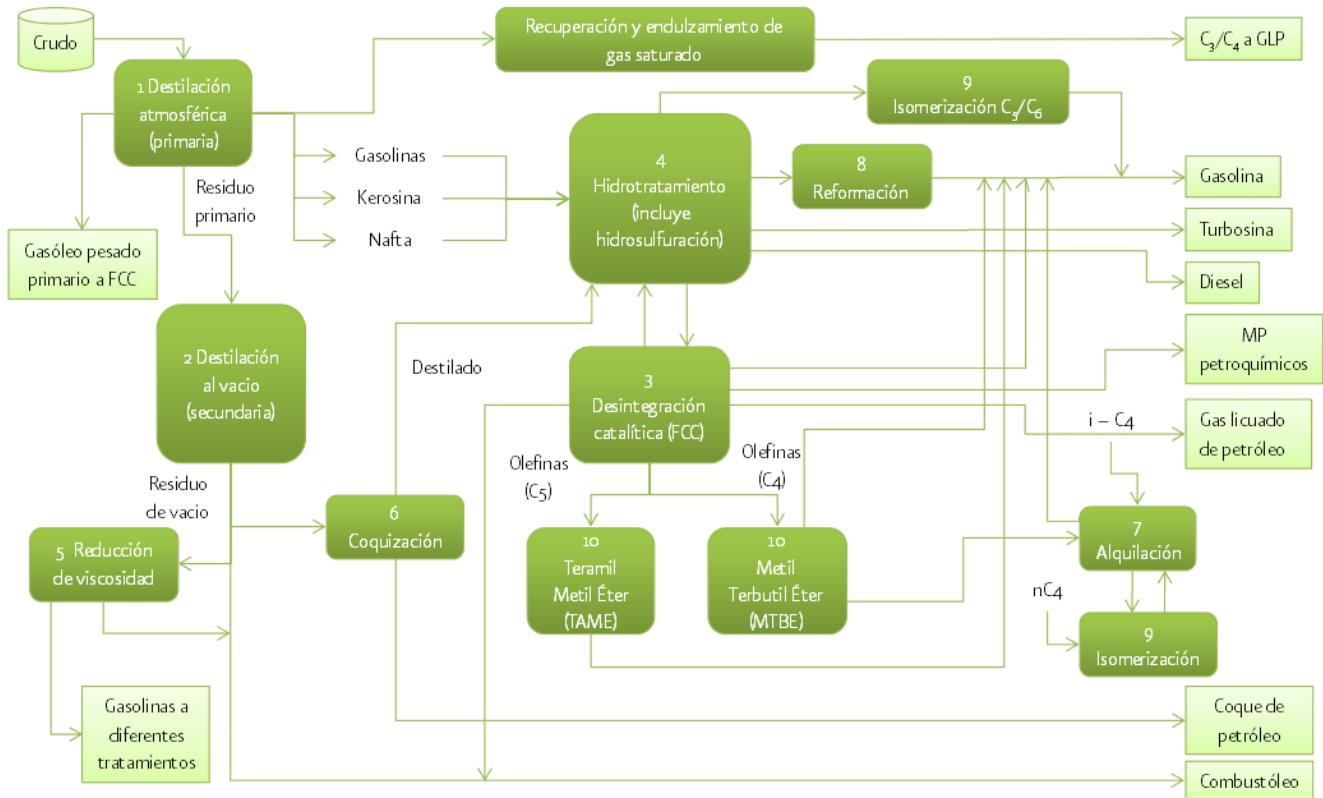 Crudo
Recuperación y endulzamiento de
gas saturado
C3/C4 a GLP
1 Destilación
atmosférica
(primaria)
9
Isomerización C5/C6
Gasolinas
Kerosina
Nafta
4
Hidrotratamiento
(incluye
hidrosulfuración)
8
Reformación
Gasolina
Residuo
primario
Turbosina
Gasóleo pesado
primario a FCC
Diesel
2 Destilación
al vacio
(secundaria)
Destilado
3
Desintegración
catalítica (FCC)
MP
petroquímicos
i – C4
Gas licuado
de petróleo
Olefinas
(C5)
Olefinas
(C4)
Residuo
de vacio
6
Coquización
5 Reducción
de viscosidad
10
Teramil
Metil Éter
(TAME)
10
Metil
Terbutil Éter
(MTBE)
7
Alquilación
nC4
9
Isomerización
Gasolinas a
diferentes
tratamientos
Coque de
petróleo
Combustóleo